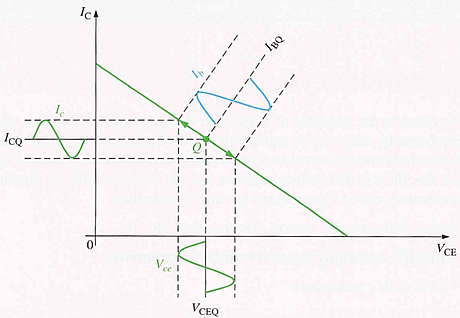 I_C
I_BQ
I_b
I_c
I_CQ
Q
0
V_CE
V_ce
V_CEQ